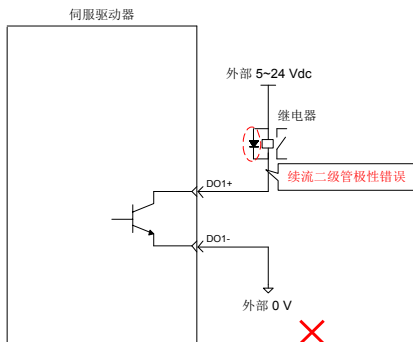 伺服驱动器
外部 5~24 Vdc
继电器
续流二级管极性错误
DO1+
DO1-
外部 0 V